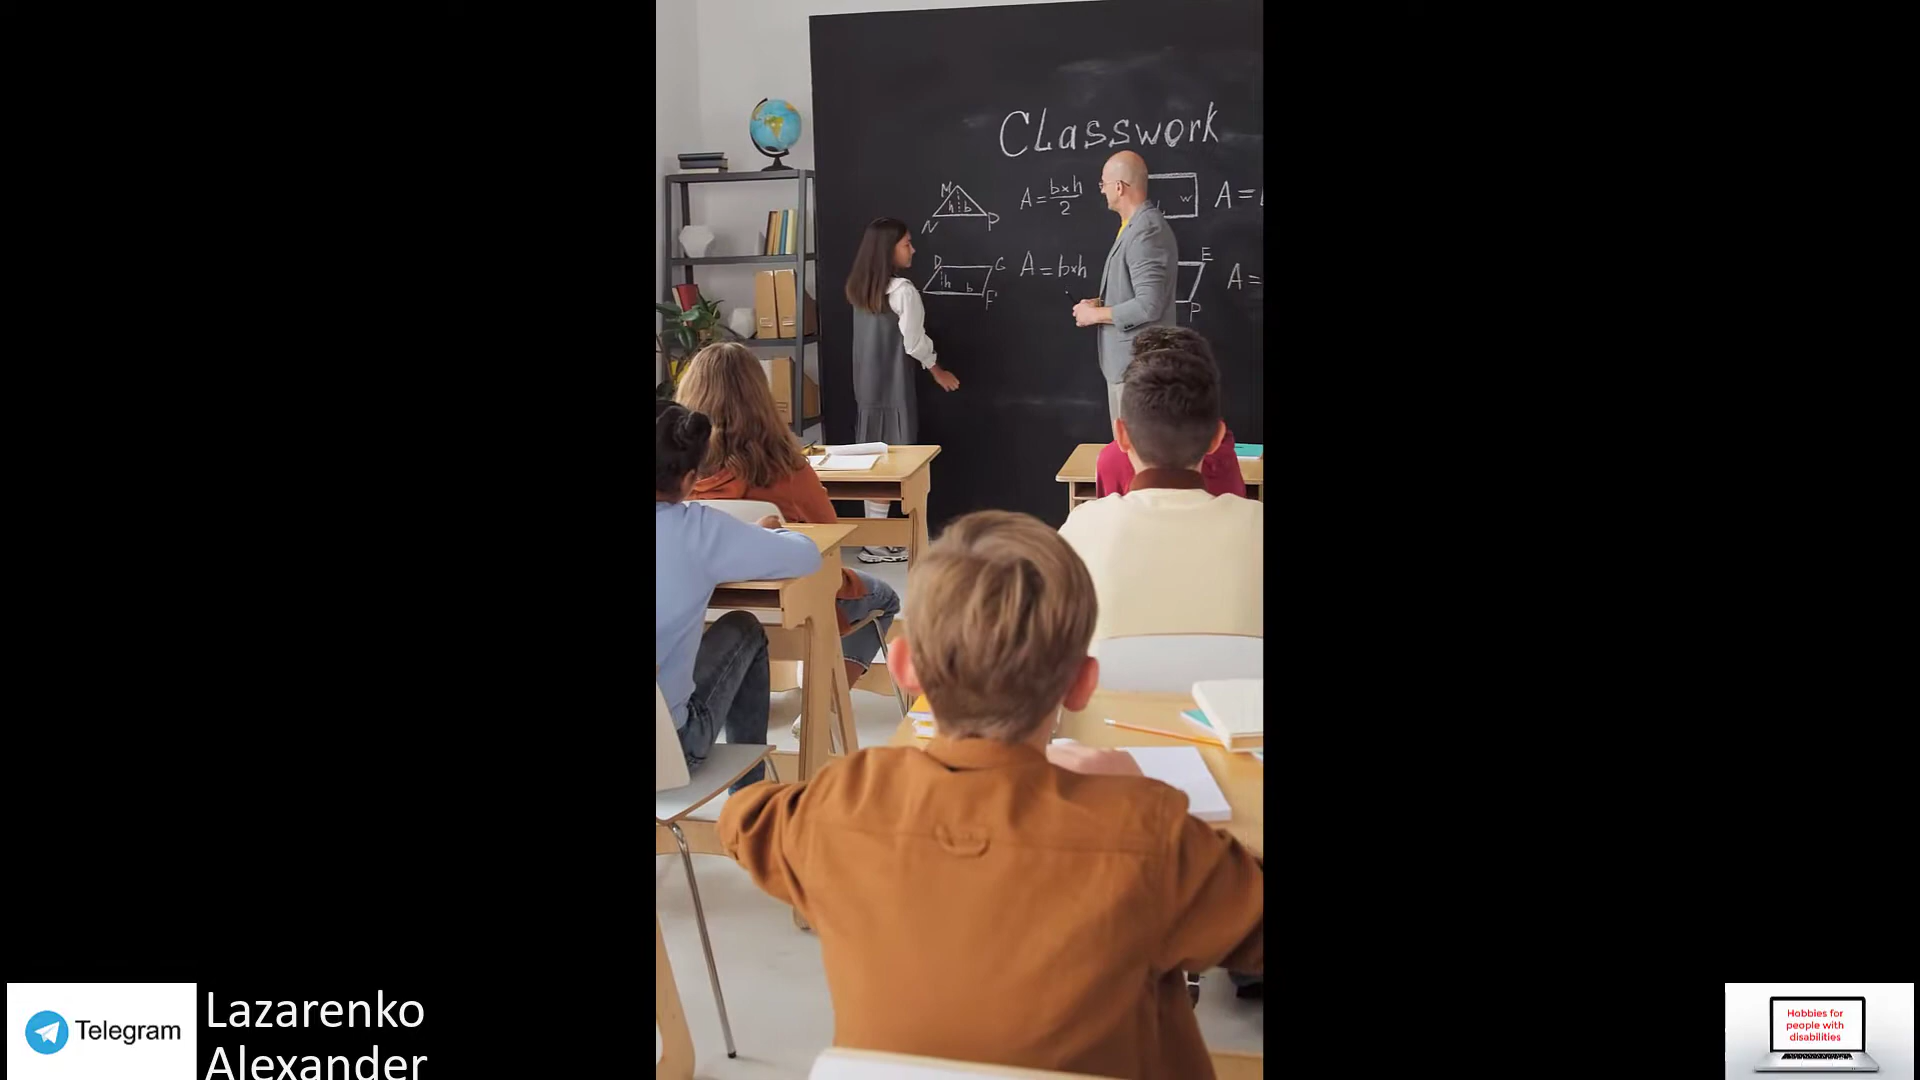 Classwork
M
h b
N P
A = b×h
2
w
A =
D G
h b
F
A = b×h
E
P
A =
Telegram
Lazarenko
Alexander
Hobbies for
people with
disabilities